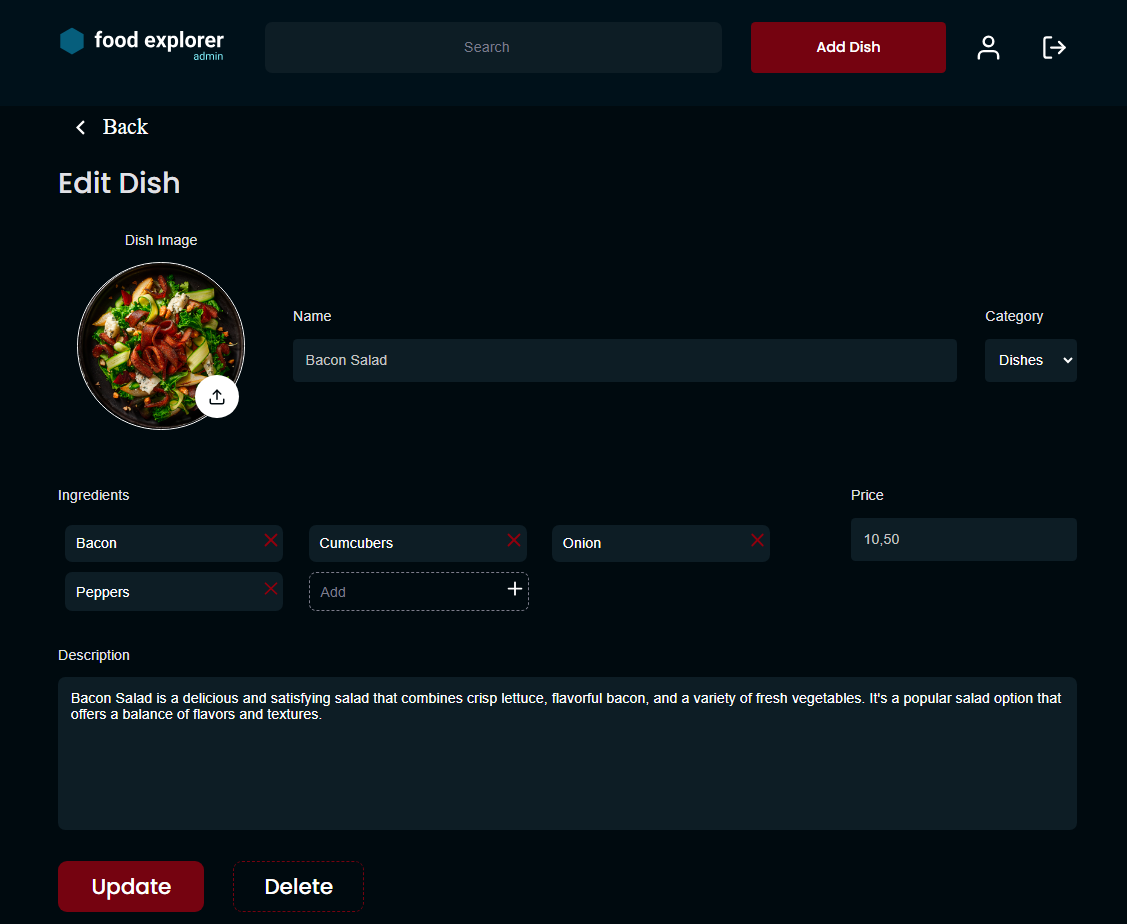 food explorer
admin
Search
Add Dish
Back
Edit Dish
Dish Image
Name
Category
Bacon Salad
Dishes
Ingredients
Price
Bacon
Cumcubers
Onion
10,50
Peppers
Add
Description
Bacon Salad is a delicious and satisfying salad that combines crisp lettuce, flavorful bacon, and a variety of fresh vegetables. It's a popular salad option that
offers a balance of flavors and textures.
Update
Delete